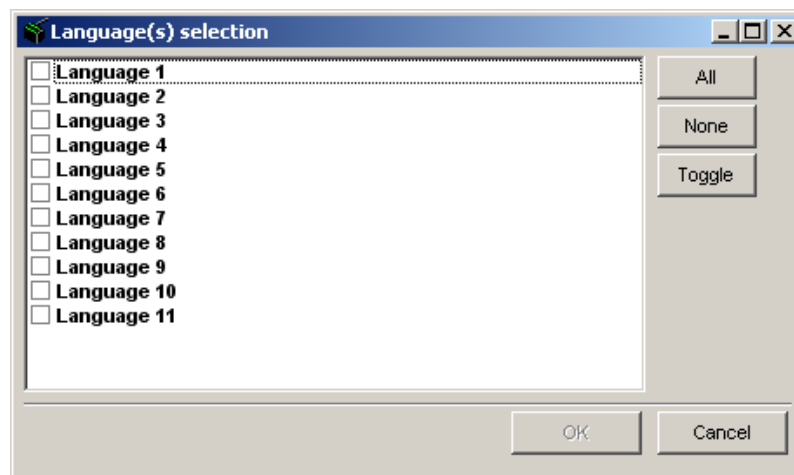 Language(s) selection
Language 1
Language 2
Language 3
Language 4
Language 5
Language 6
Language 7
Language 8
Language 9
Language 10
Language 11
All
None
Toggle
OK
Cancel